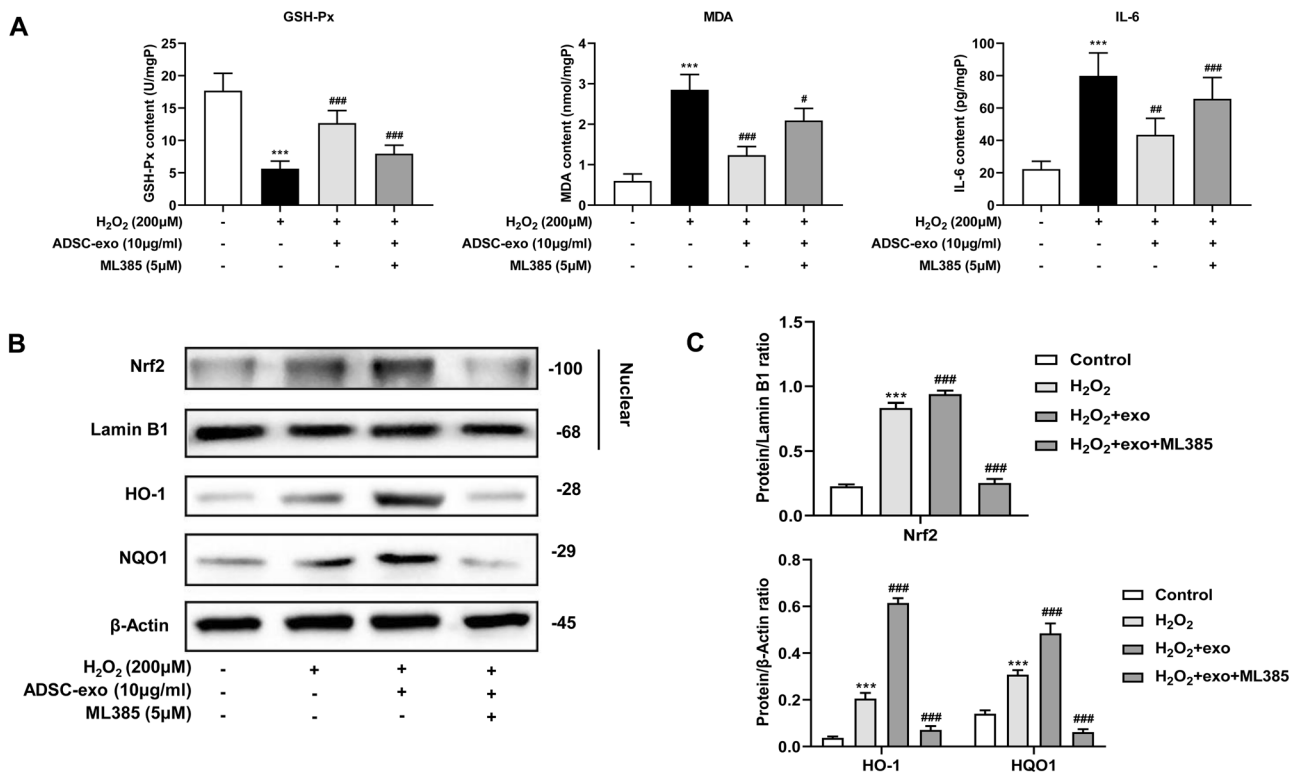 A
GSH-Px
GSH-Px content (U/mgP)
25
20
15
10
5
0
***
###
###
H₂O₂ (200μM) - + + +
ADSC-exo (10μg/ml) - - + +
ML385 (5μM) - - - +
MDA
MDA content (nmol/mgP)
4
3
2
1
0
***
###
#
H₂O₂ (200μM) - + + +
ADSC-exo (10μg/ml) - - + +
ML385 (5μM) - - - +
IL-6
IL-6 content (pg/mgP)
100
80
60
40
20
0
***
##
###
H₂O₂ (200μM) - + + +
ADSC-exo (10μg/ml) - - + +
ML385 (5μM) - - - +
B
Nrf2 -100
Lamin B1 -68
Nuclear
HO-1 -28
NQO1 -29
β-Actin -45
H₂O₂ (200μM) - + + +
ADSC-exo (10μg/ml) - - + +
ML385 (5μM) - - - +
C
Protein/Lamin B1 ratio
1.5
1.0
0.5
0.0
***
###
###
Nrf2
Control
H₂O₂
H₂O₂+exo
H₂O₂+exo+ML385
Protein/β-Actin ratio
0.8
0.6
0.4
0.2
0.0
***
###
###
***
###
###
HO-1
HQO1
Control
H₂O₂
H₂O₂+exo
H₂O₂+exo+ML385